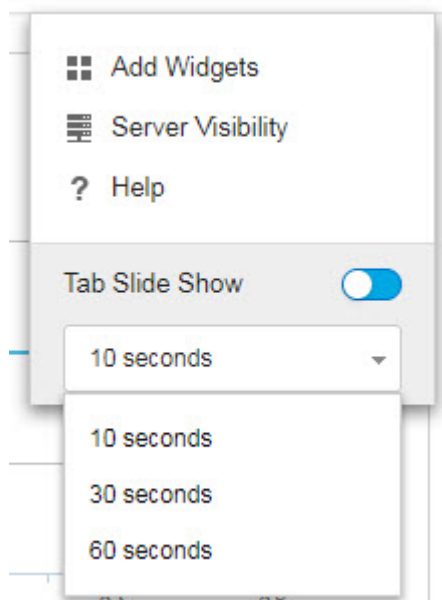 Add Widgets
Server Visibility
? Help
Tab Slide Show
10 seconds
10 seconds
30 seconds
60 seconds